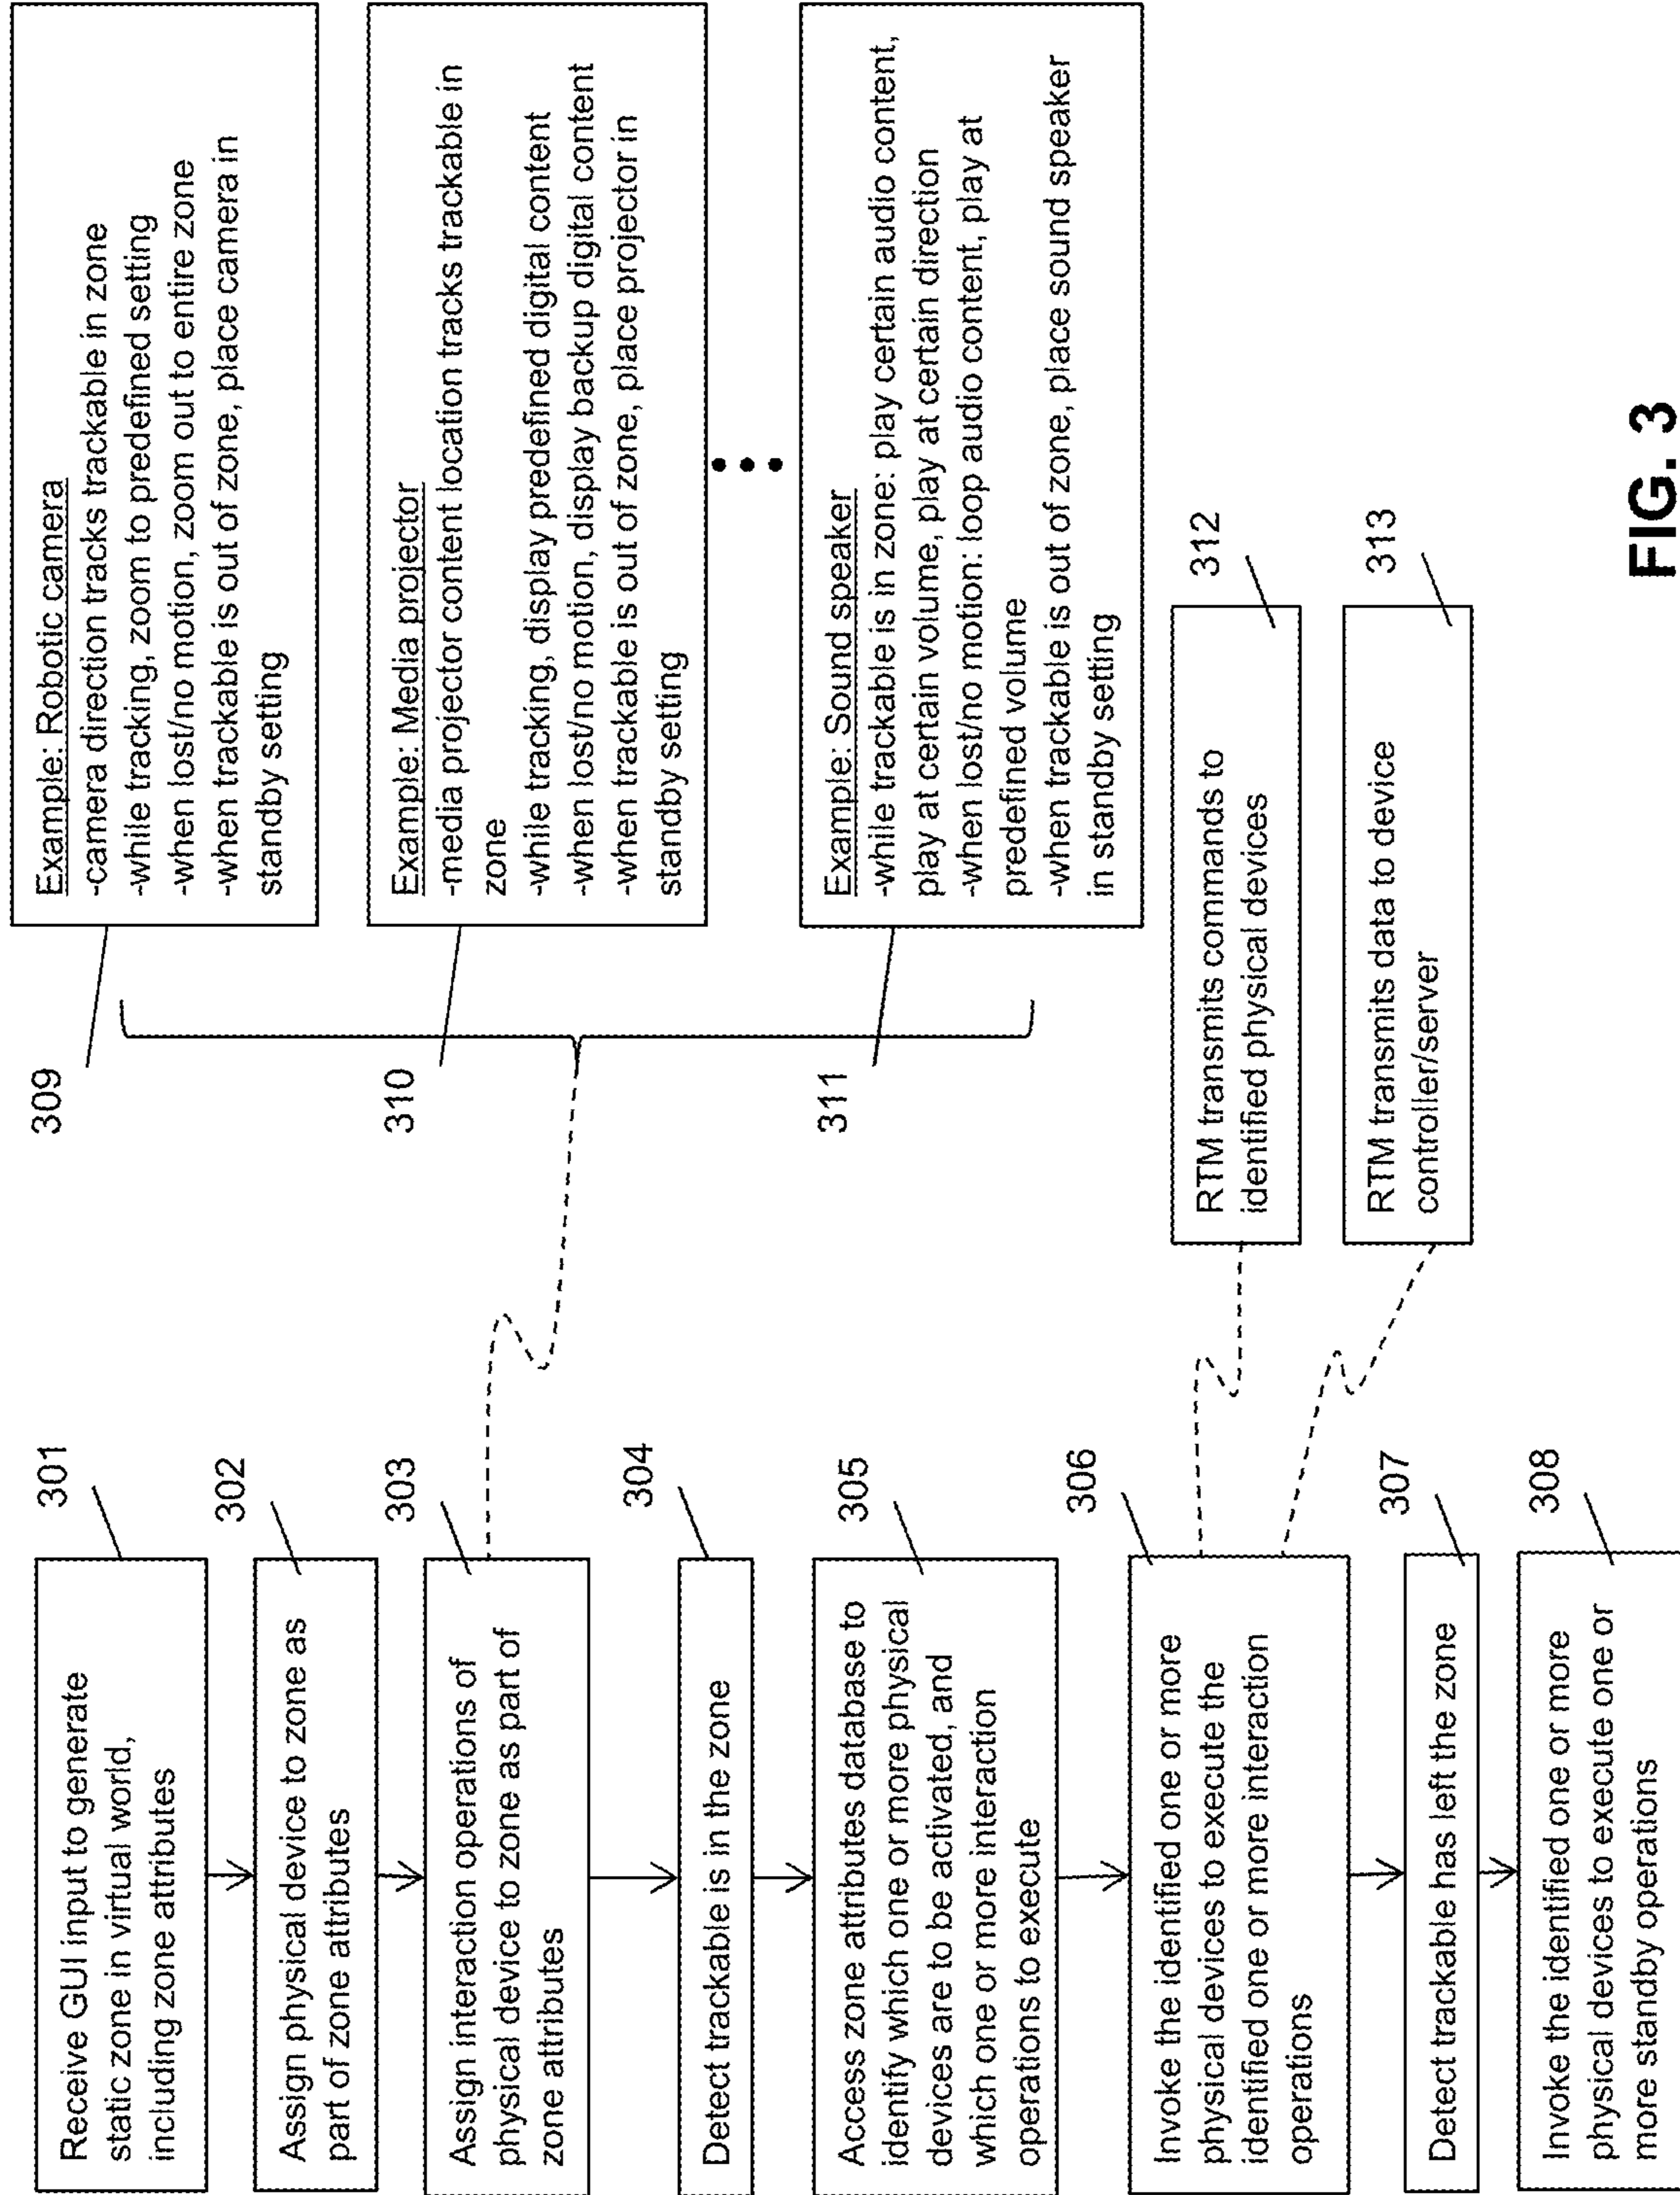 301
Receive GUI input to generate
static zone in virtual world,
including zone attributes
302
Assign physical device to zone as
part of zone attributes
303
Assign interaction operations of
physical device to zone as part of
zone attributes
304
Detect trackable is in the zone
305
Access zone attributes database to
identify which one or more physical
devices are to be activated, and
which one or more interaction
operations to execute
306
Invoke the identified one or more
physical devices to execute the
identified one or more interaction
operations
307
Detect trackable has left the zone
308
Invoke the identified one or more
physical devices to execute one or
more standby operations
309
Example: Robotic camera
-camera direction tracks trackable in zone
-while tracking, zoom to predefined setting
-when lost/no motion, zoom out to entire zone
-when trackable is out of zone, place camera in
standby setting
310
Example: Media projector
-media projector content location tracks trackable in
zone
-while tracking, display predefined digital content
-when lost/no motion, display backup digital content
-when trackable is out of zone, place projector in
standby setting
311
Example: Sound speaker
-while trackable is in zone: play certain audio content,
play at certain volume, play at certain direction
-when lost/no motion: loop audio content, play at
predefined volume
-when trackable is out of zone, place sound speaker
in standby setting
312
RTM transmits commands to
identified physical devices
313
RTM transmits data to device
controller/server
FIG. 3